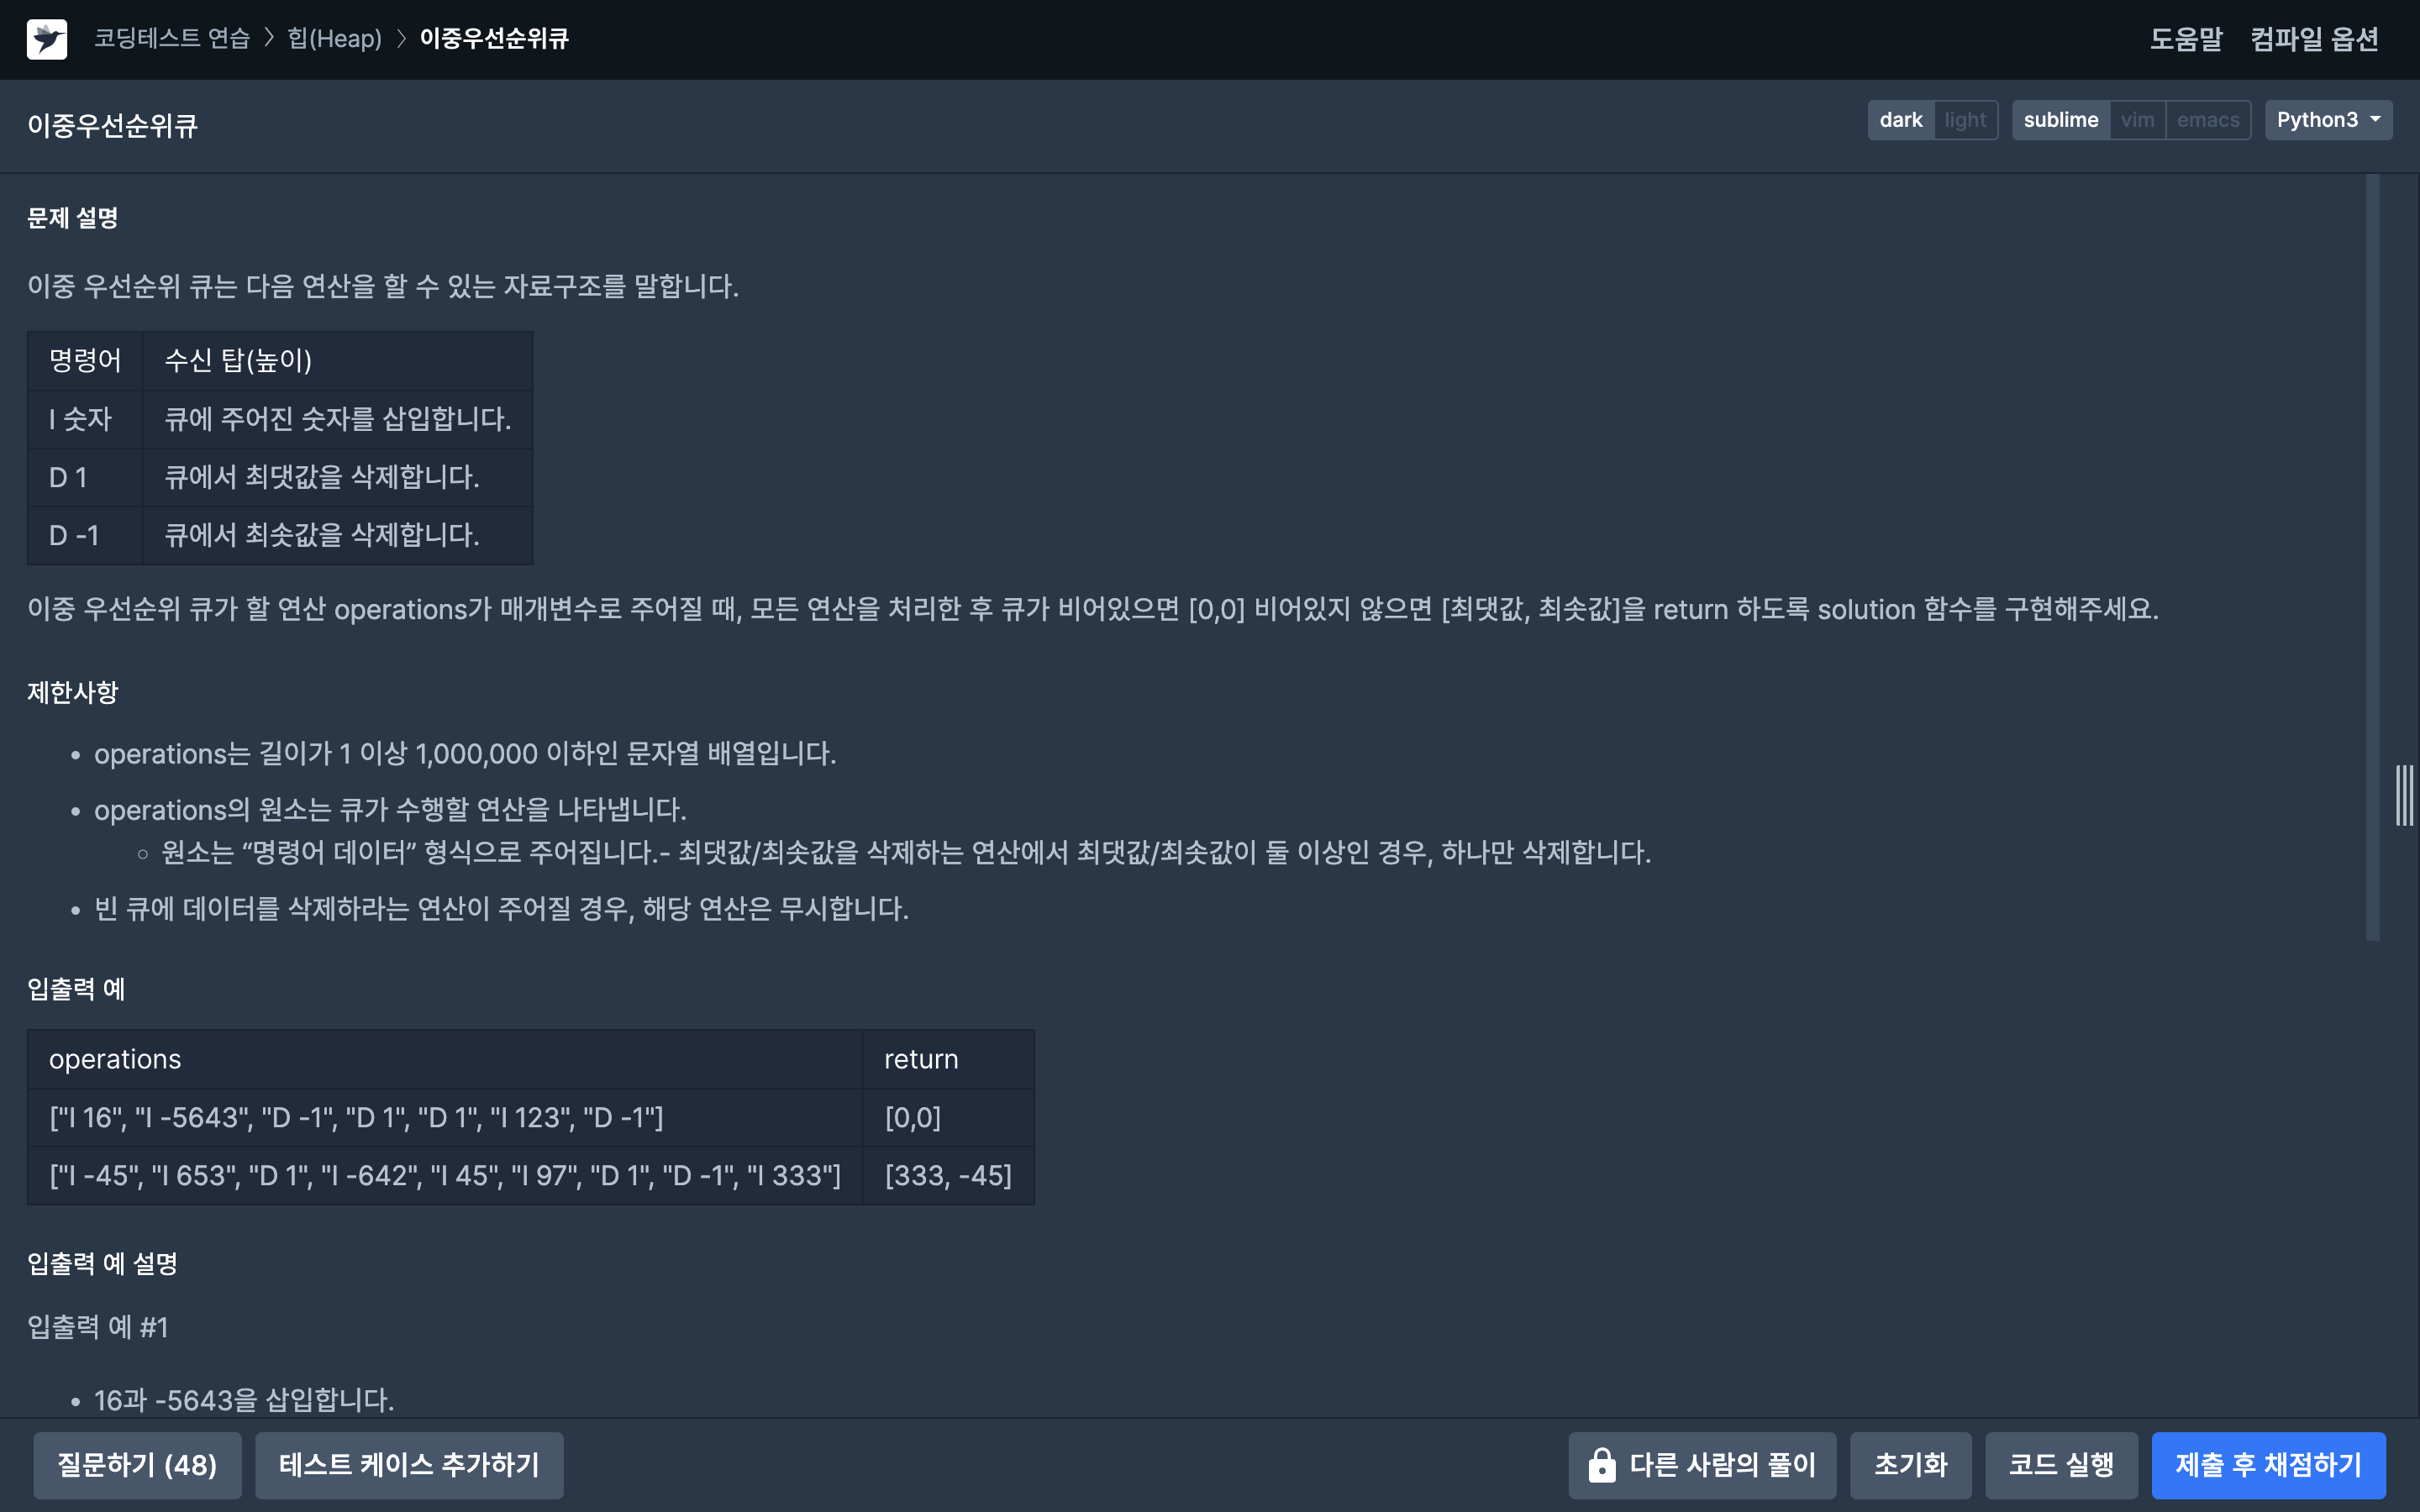 코딩테스트 연습 > 힙(Heap) > 이중우선순위큐
도움말 컴파일 옵션
이중우선순위큐
dark light sublime vim emacs Python3
문제 설명
이중 우선순위 큐는 다음 연산을 할 수 있는 자료구조를 말합니다.
명령어 수신 탑(높이)
I 숫자 큐에 주어진 숫자를 삽입합니다.
D 1 큐에서 최댓값을 삭제합니다.
D -1 큐에서 최솟값을 삭제합니다.
이중 우선순위 큐가 할 연산 operations가 매개변수로 주어질 때, 모든 연산을 처리한 후 큐가 비어있으면 [0,0] 비어있지 않으면 [최댓값, 최솟값]을 return 하도록 solution 함수를 구현해주세요.
제한사항
• operations는 길이가 1 이상 1,000,000 이하인 문자열 배열입니다.
• operations의 원소는 큐가 수행할 연산을 나타냅니다.
◦ 원소는 “명령어 데이터” 형식으로 주어집니다.- 최댓값/최솟값을 삭제하는 연산에서 최댓값/최솟값이 둘 이상인 경우, 하나만 삭제합니다.
• 빈 큐에 데이터를 삭제하라는 연산이 주어질 경우, 해당 연산은 무시합니다.
입출력 예
operations return
["I 16", "I -5643", "D -1", "D 1", "D 1", "I 123", "D -1"] [0,0]
["I -45", "I 653", "D 1", "I -642", "I 45", "I 97", "D 1", "D -1", "I 333"] [333, -45]
입출력 예 설명
입출력 예 #1
• 16과 -5643을 삽입합니다.
질문하기 (48) 테스트 케이스 추가하기 다른 사람의 풀이 초기화 코드 실행 제출 후 채점하기